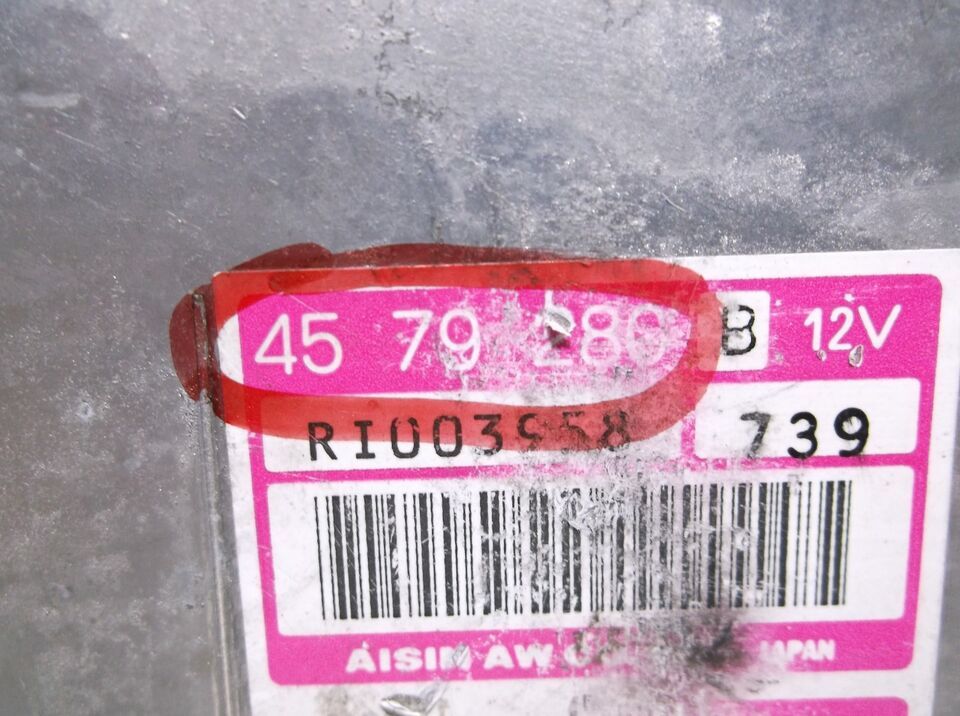 45 79 280 B 12V
RI003958 739
AISIN AW JAPAN